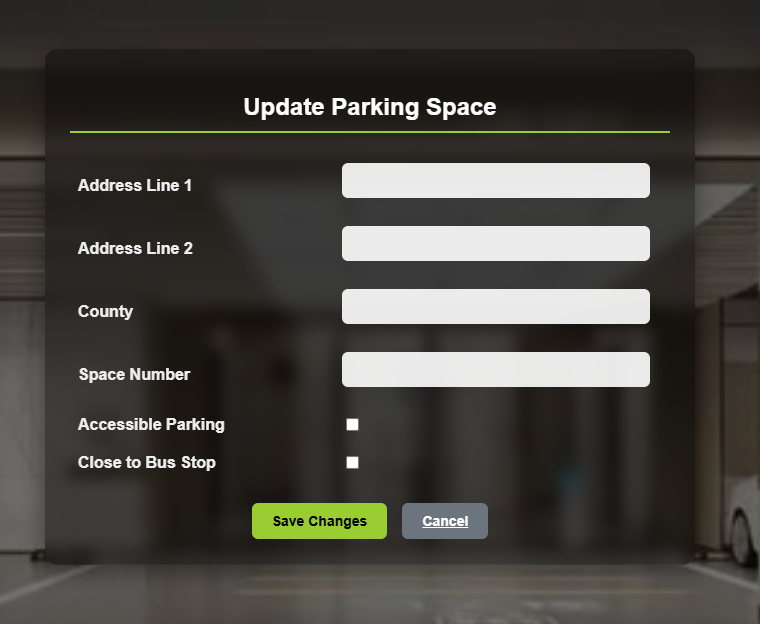 Update Parking Space
Address Line 1
Address Line 2
County
Space Number
Accessible Parking
Close to Bus Stop
Save Changes Cancel